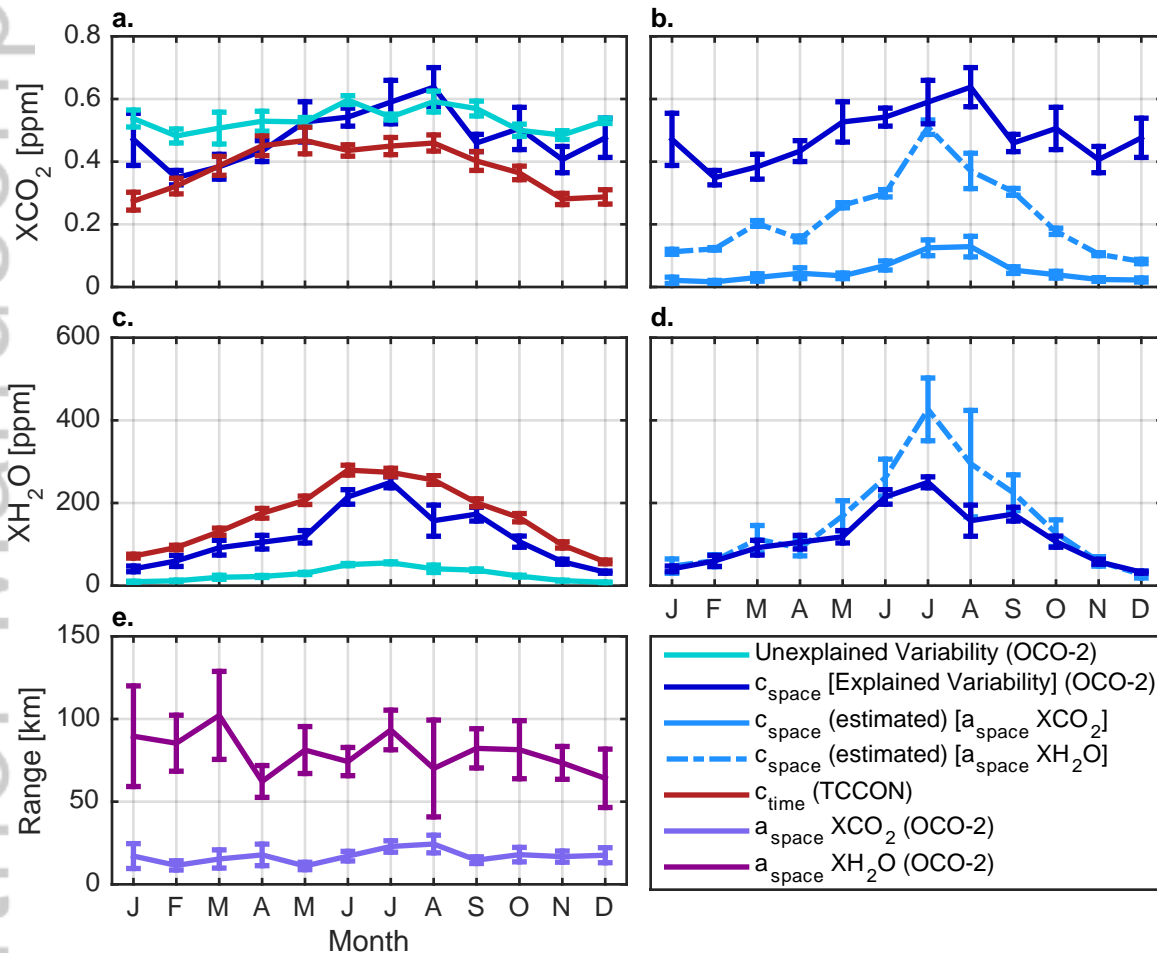 a.
b.
0.8
0.6
0.4
0.2
0
XCO2 [ppm]
c.
d.
600
400
200
0
XH2O [ppm]
J F M A M J J A S O N D
e.
150
100
50
0
Range [km]
J F M A M J J A S O N D
Month
Unexplained Variability (OCO-2)
cspace [Explained Variability] (OCO-2)
cspace (estimated) [aspace XCO2]
cspace (estimated) [aspace XH2O]
ctime (TCCON)
aspace XCO2 (OCO-2)
aspace XH2O (OCO-2)